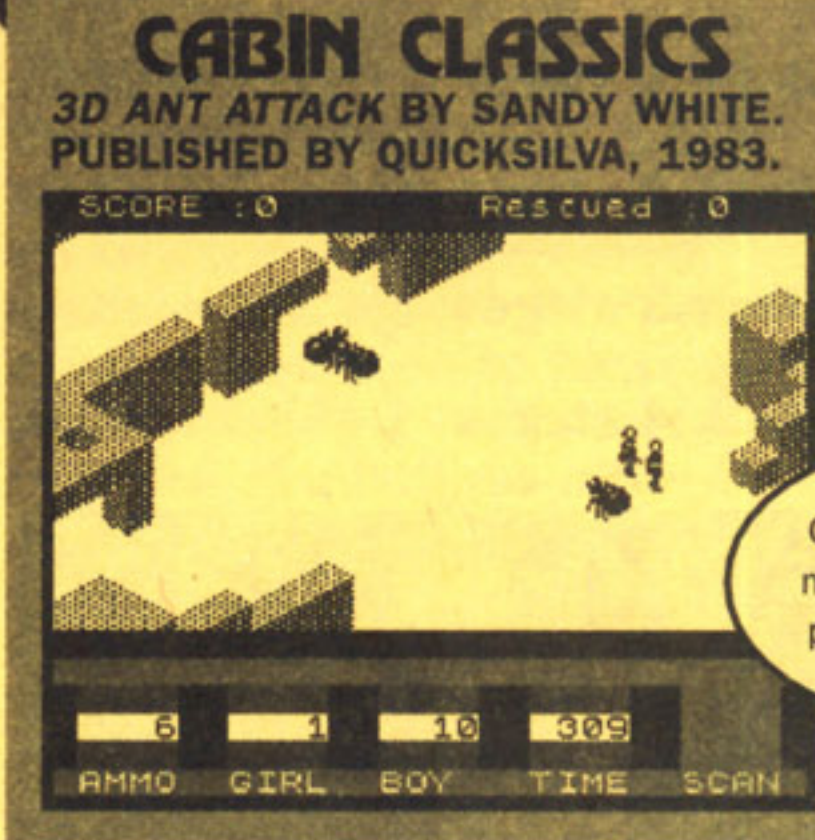 CABIN CLASSICS
3D ANT ATTACK BY SANDY WHITE.
PUBLISHED BY QUICKSILVA, 1983.
SCORE :0 Rescued :0
6 1 10 309
AMMO GIRL BOY TIME SCAN